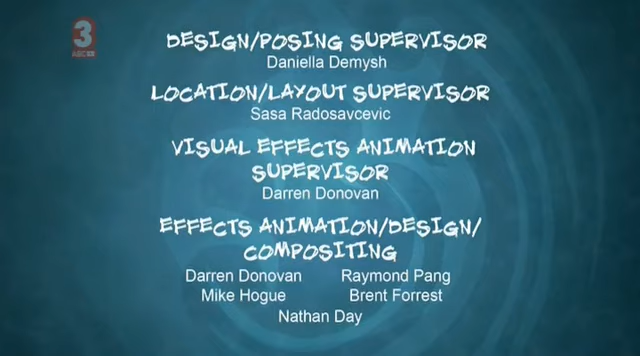 3
ABC
DESIGN/POSING SUPERVISOR
Daniella Demysh
LOCATION/LAYOUT SUPERVISOR
Sasa Radosavcevic
VISUAL EFFECTS ANIMATION
SUPERVISOR
Darren Donovan
EFFECTS ANIMATION/DESIGN/
COMPOSITING
Darren Donovan Raymond Pang
Mike Hogue Brent Forrest
Nathan Day